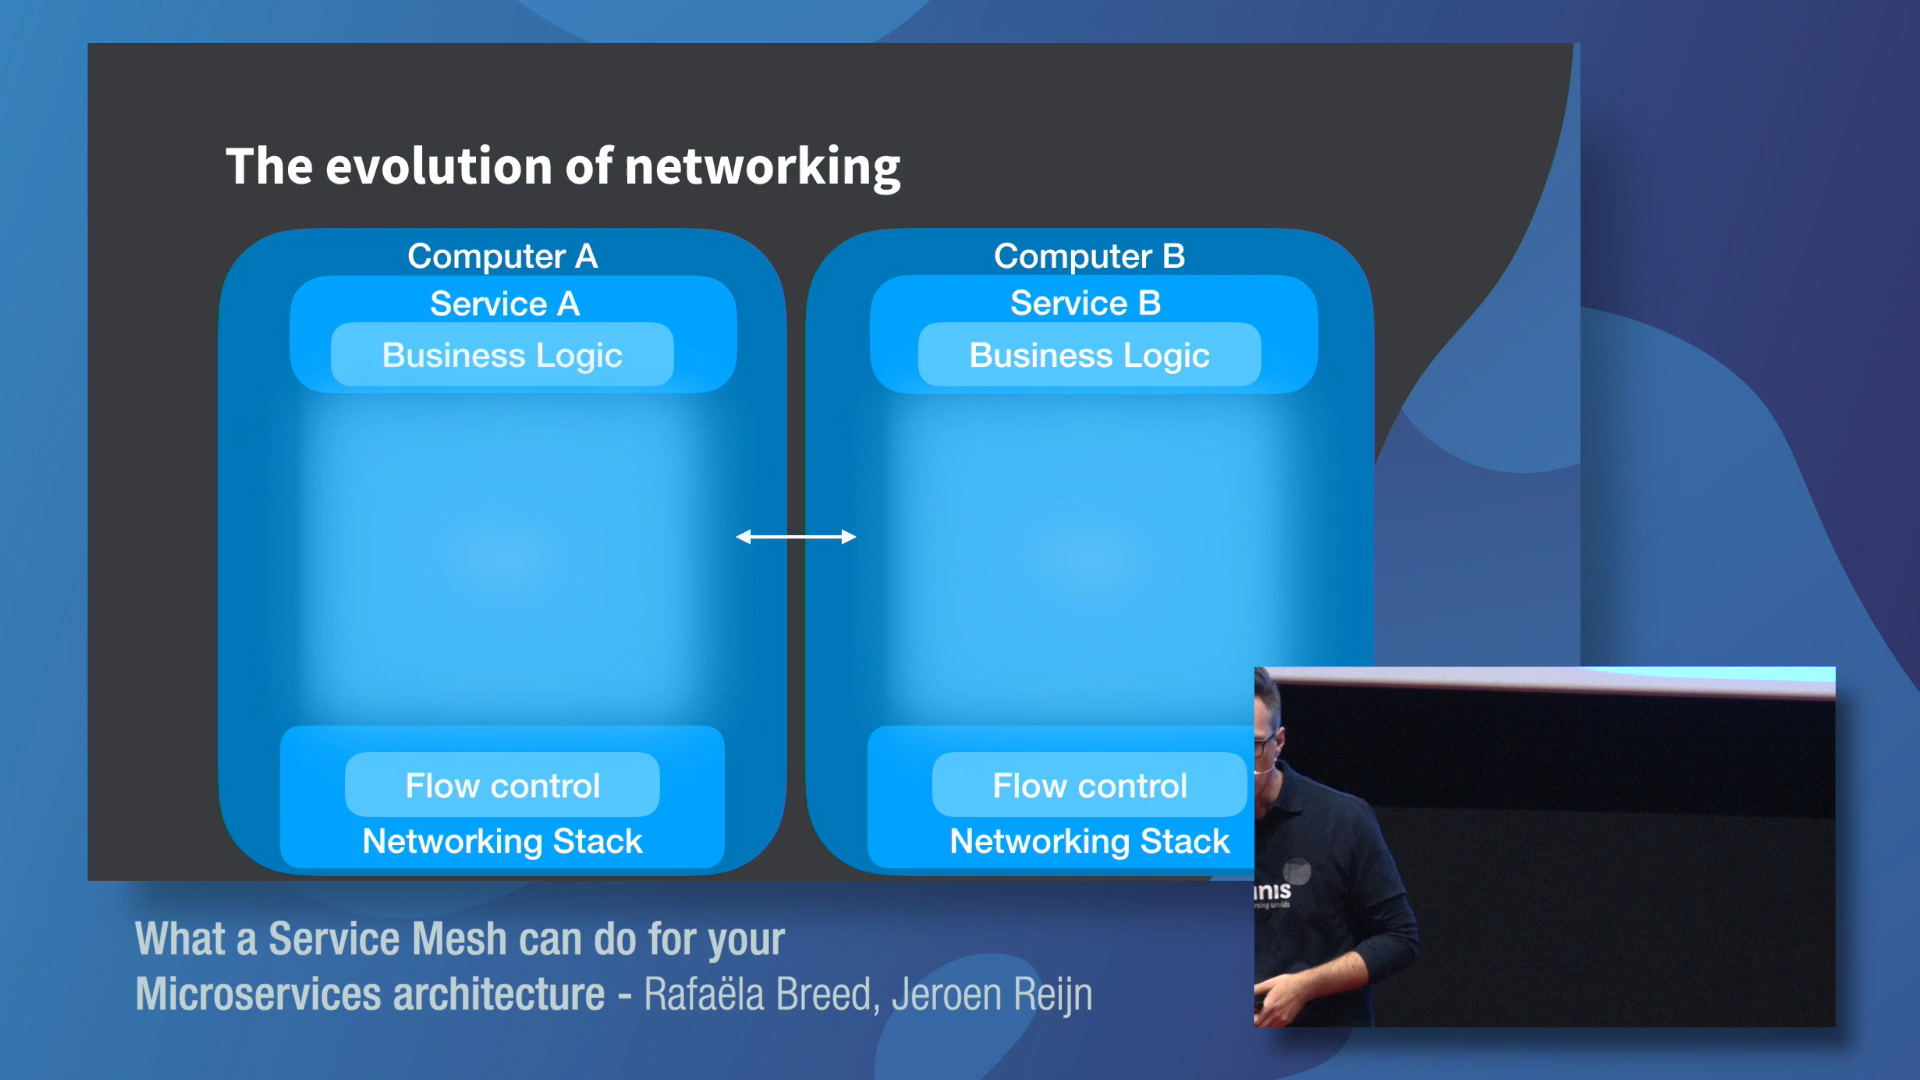 The evolution of networking
Computer A
Service A
Business Logic
Flow control
Networking Stack
Computer B
Service B
Business Logic
Flow control
Networking Stack
What a Service Mesh can do for your
Microservices architecture - Rafaëla Breed, Jeroen Reijn